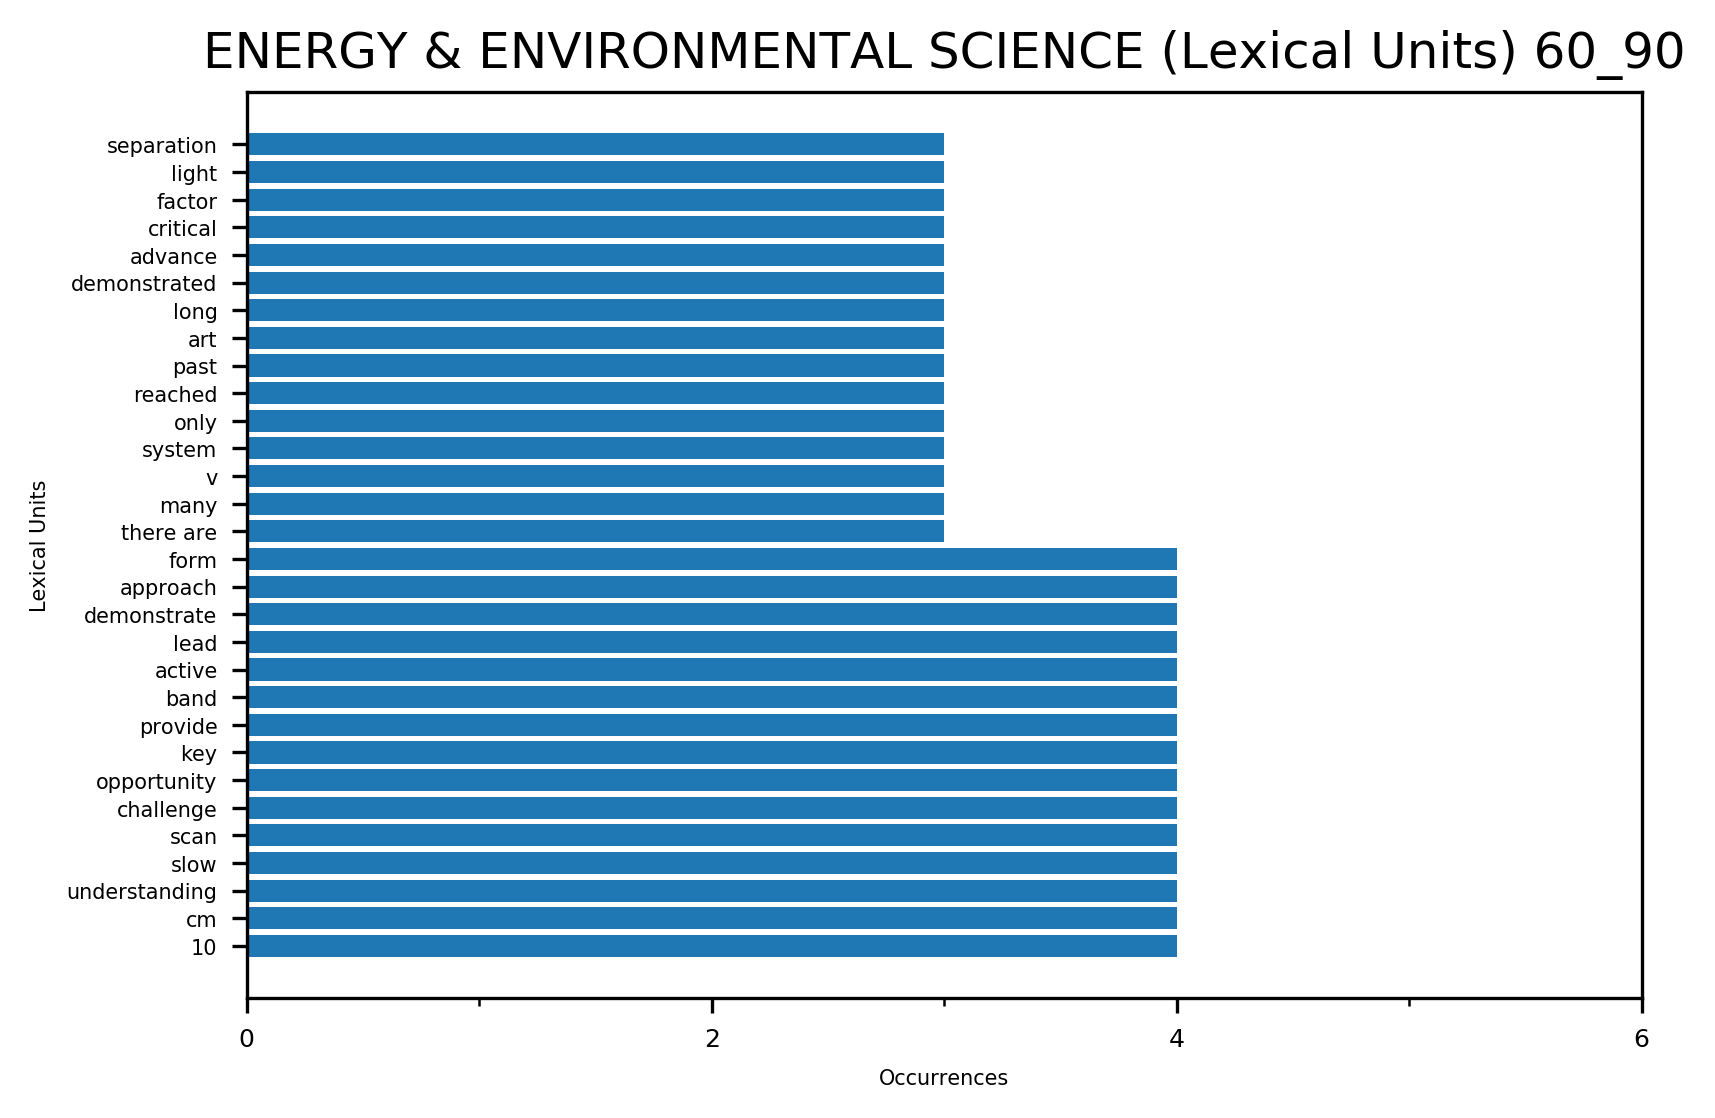 ENERGY & ENVIRONMENTAL SCIENCE (Lexical Units) 60_90
separation
light
factor
critical
advance
demonstrated
long
art
past
reached
only
system
v
many
there are
form
approach
demonstrate
lead
active
band
provide
key
opportunity
challenge
scan
slow
understanding
cm
10
Lexical Units
0 2 4 6
Occurrences